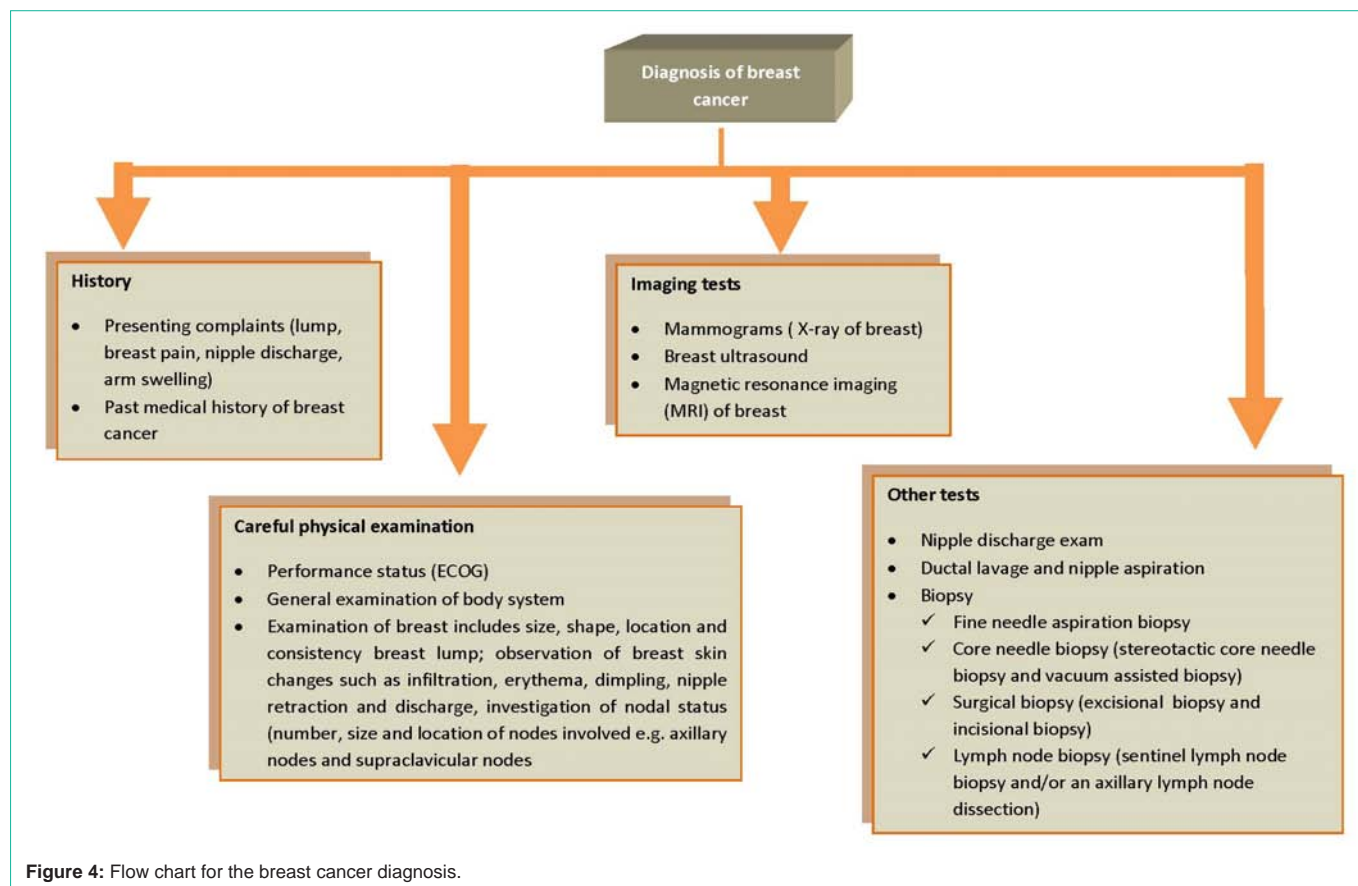 Diagnosis of breast
cancer
History
• Presenting complaints (lump,
breast pain, nipple discharge,
arm swelling)
• Past medical history of breast
cancer
Imaging tests
• Mammograms ( X-ray of breast)
• Breast ultrasound
• Magnetic resonance imaging
(MRI) of breast
Careful physical examination
• Performance status (ECOG)
• General examination of body system
• Examination of breast includes size, shape, location and
consistency breast lump; observation of breast skin
changes such as infiltration, erythema, dimpling, nipple
retraction and discharge, investigation of nodal status
(number, size and location of nodes involved e.g. axillary
nodes and supraclavicular nodes
Other tests
• Nipple discharge exam
• Ductal lavage and nipple aspiration
• Biopsy
✓ Fine needle aspiration biopsy
✓ Core needle biopsy (stereotactic core needle
biopsy and vacuum assisted biopsy)
✓ Surgical biopsy (excisional biopsy and
incisional biopsy)
✓ Lymph node biopsy (sentinel lymph node
biopsy and/or an axillary lymph node
dissection)
Figure 4: Flow chart for the breast cancer diagnosis.